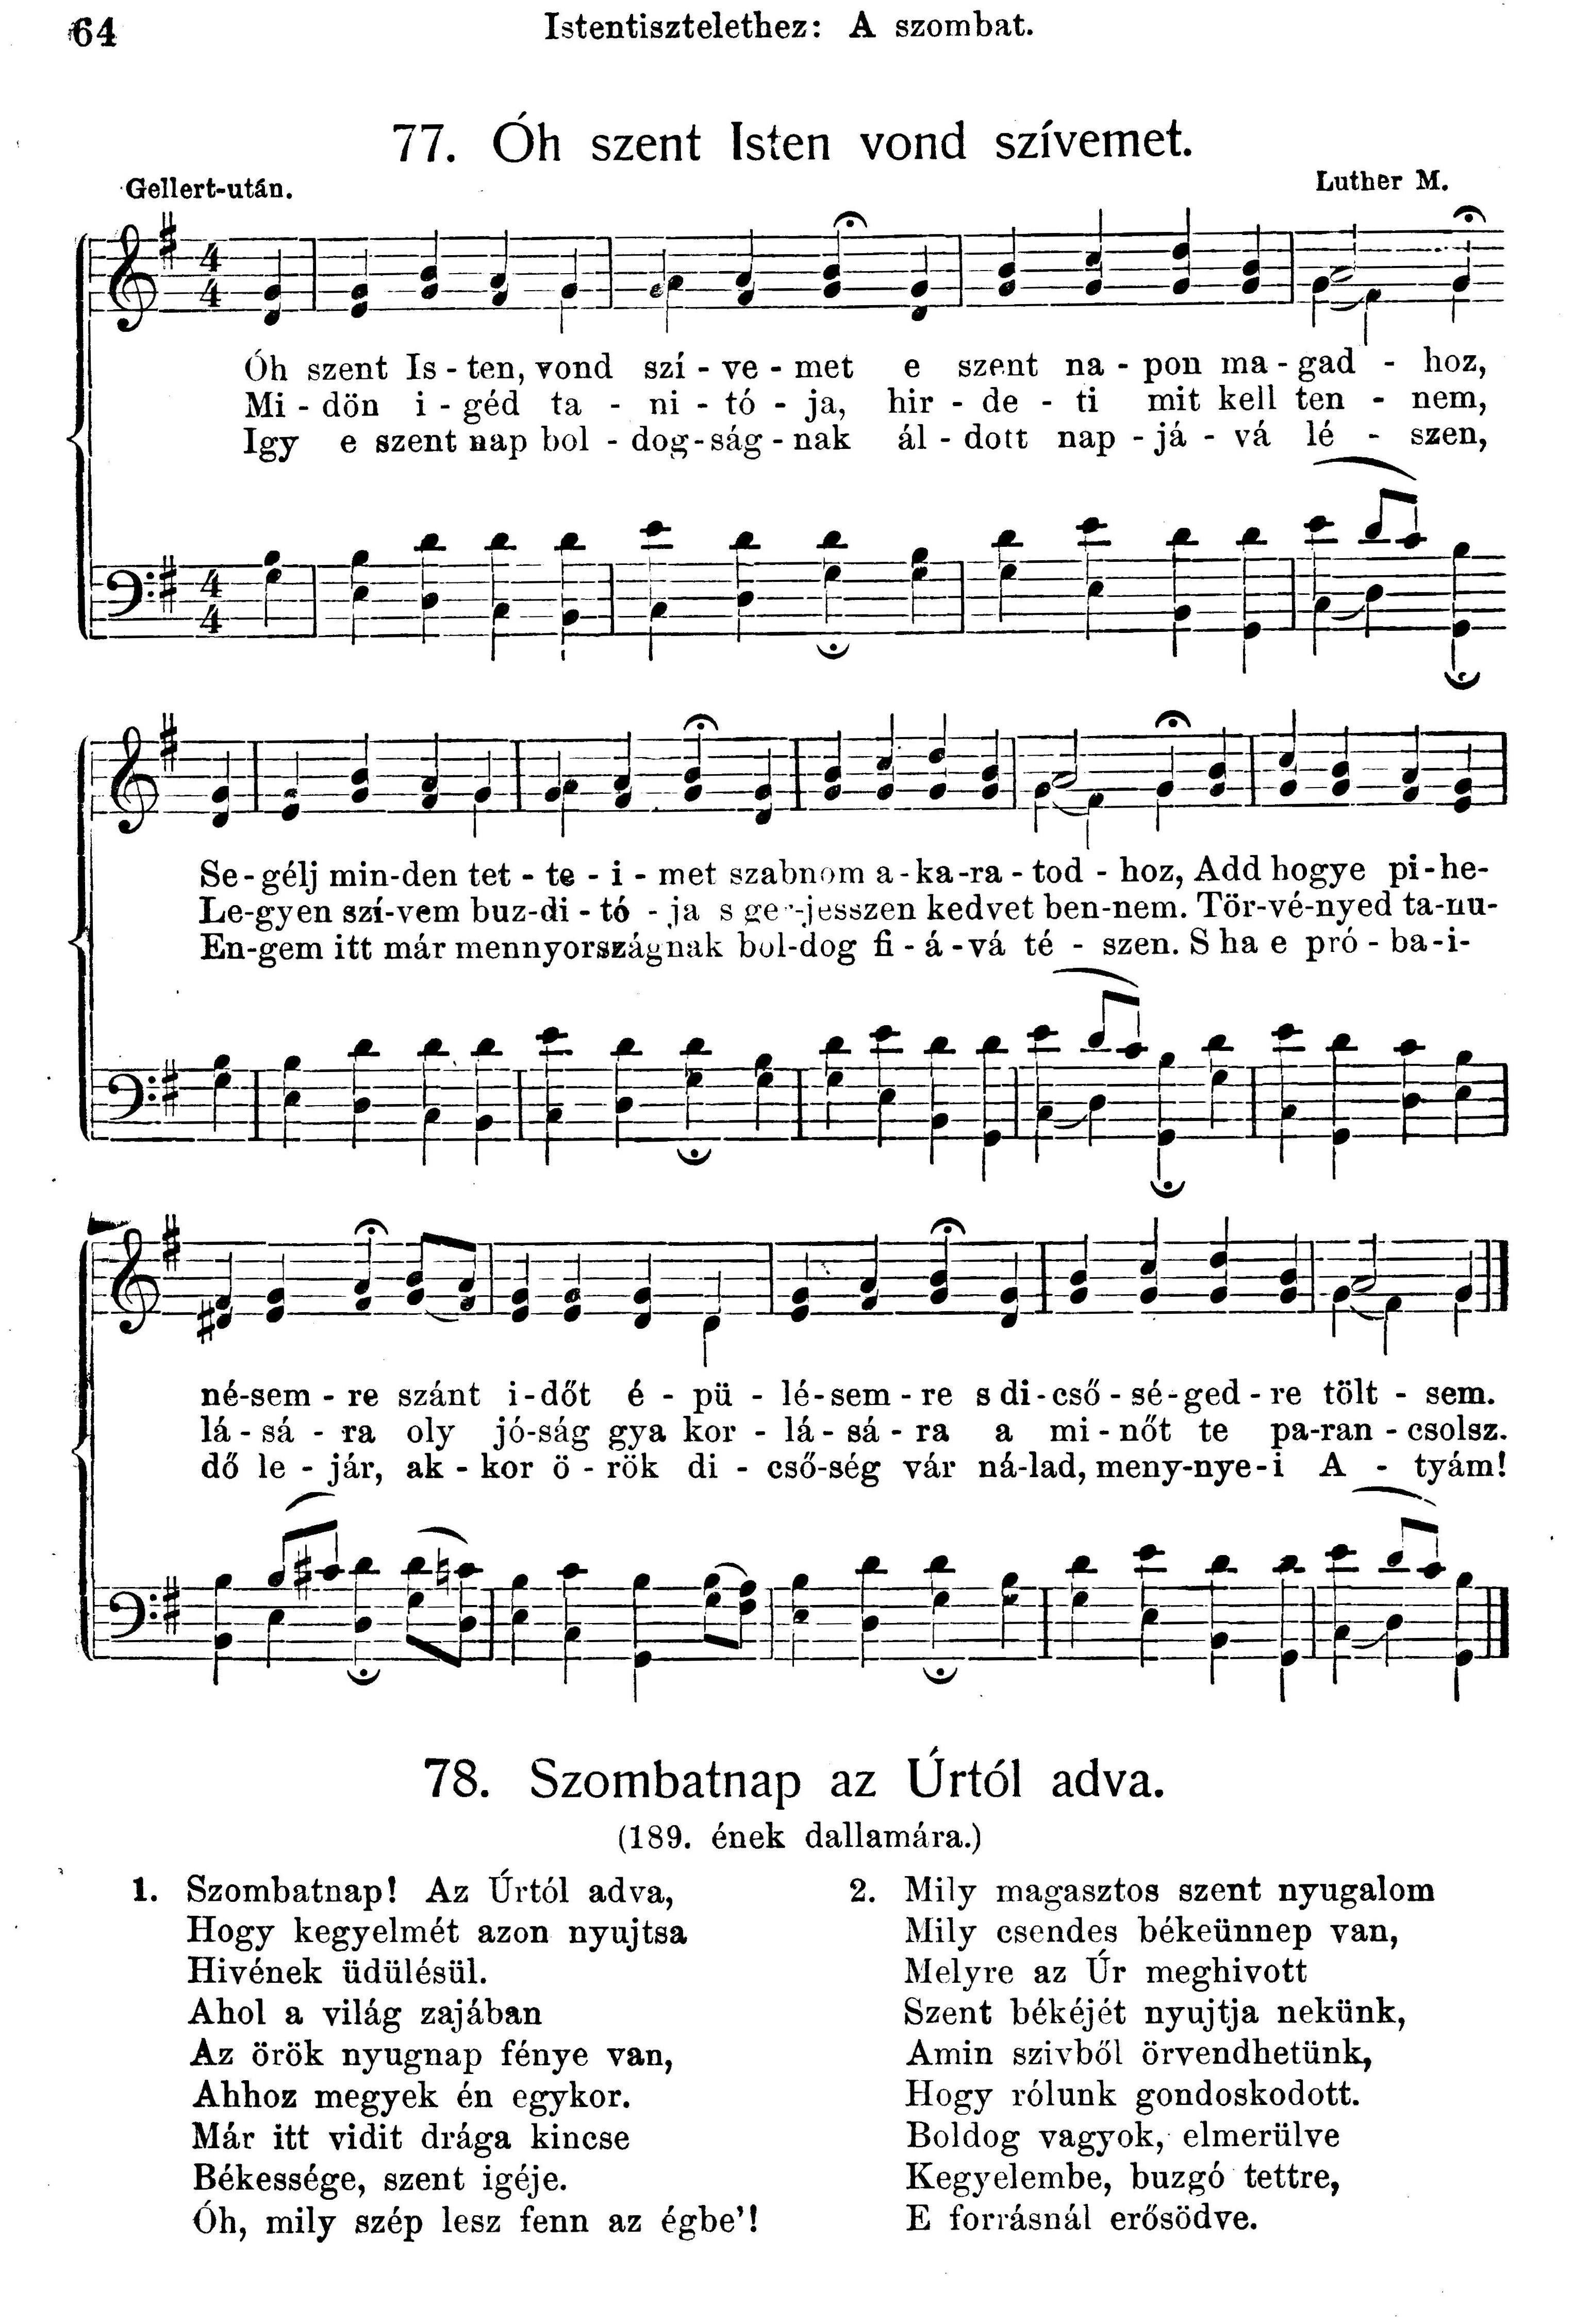 64
Istentisztelethez: A szombat.
77. Óh szent Isten vond szívemet.
Gellert-után.
Luther M.
Óh szent Is - ten, vond szí - ve - met e szent na - pon ma - gad - hoz,
Mi - dön i - géd ta - ni - tó - ja, hir - de - ti mit kell ten - nem,
Igy e szent nap bol - dog - ság - nak ál - dott nap - já - vá lé - szen,
Se - gélj min-den tet - te - i - met szabnom a - ka - ra - tod - hoz, Add hogye pi - he-
Le-gyen szí-vem buz-di - tó - ja s ger-jesszen kedvet ben-nem. Tör-vé-nyed ta-nu-
En-gem itt már mennyországnak bol-dog fi - á - vá té - szen. S ha e pró - ba - i-
né-sem - re szánt i-dőt é - pü - lé-sem - re s di-cső - sé-ged - re tölt - sem.
lá - sá - ra oly jó-ság gya kor - lá - sá - ra a mi - nőt te pa-ran - csolsz.
dő le - jár, ak - kor ö - rök di - cső-ség vár ná-lad, meny-nye-i A - tyám!
78. Szombatnap az Úrtól adva.
(189. ének dallamára.)
1. Szombatnap! Az Úrtól adva,
Hogy kegyelmét azon nyujtsa
Hivének üdülésül.
Ahol a világ zajában
Az örök nyugnap fénye van,
Ahhoz megyek én egykor.
Már itt vidit drága kincse
Békessége, szent igéje.
Óh, mily szép lesz fenn az égbe'!
2. Mily magasztos szent nyugalom
Mily csendes békeünnep van,
Melyre az Úr meghivott
Szent békéjét nyujtja nekünk,
Amin szivből örvendhetünk,
Hogy rólunk gondoskodott.
Boldog vagyok, elmerülve
Kegyelembe, buzgó tettre,
E forrásnál erősödve.